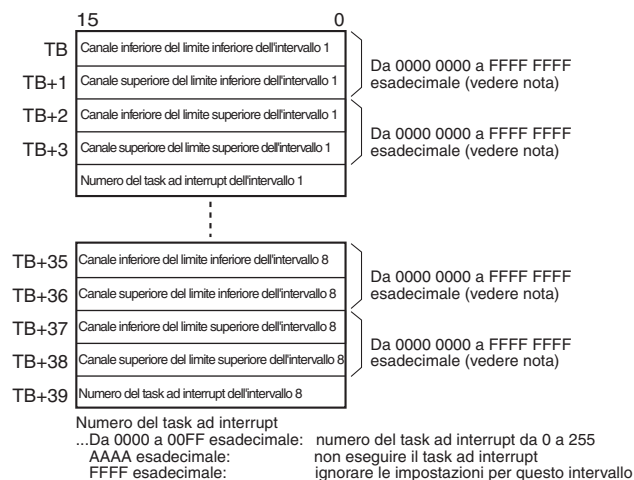 15 0
TB Canale inferiore del limite inferiore dell'intervallo 1
TB+1 Canale superiore del limite inferiore dell'intervallo 1
Da 0000 0000 a FFFF FFFF
esadecimale (vedere nota)
TB+2 Canale inferiore del limite superiore dell'intervallo 1
TB+3 Canale superiore del limite superiore dell'intervallo 1
Da 0000 0000 a FFFF FFFF
esadecimale (vedere nota)
Numero del task ad interrupt dell'intervallo 1
TB+35 Canale inferiore del limite inferiore dell'intervallo 8
TB+36 Canale superiore del limite inferiore dell'intervallo 8
Da 0000 0000 a FFFF FFFF
esadecimale (vedere nota)
TB+37 Canale inferiore del limite superiore dell'intervallo 8
TB+38 Canale superiore del limite superiore dell'intervallo 8
Da 0000 0000 a FFFF FFFF
esadecimale (vedere nota)
TB+39 Numero del task ad interrupt dell'intervallo 8
Numero del task ad interrupt
...Da 0000 a 00FF esadecimale: numero del task ad interrupt da 0 a 255
AAAA esadecimale: non eseguire il task ad interrupt
FFFF esadecimale: ignorare le impostazioni per questo intervallo